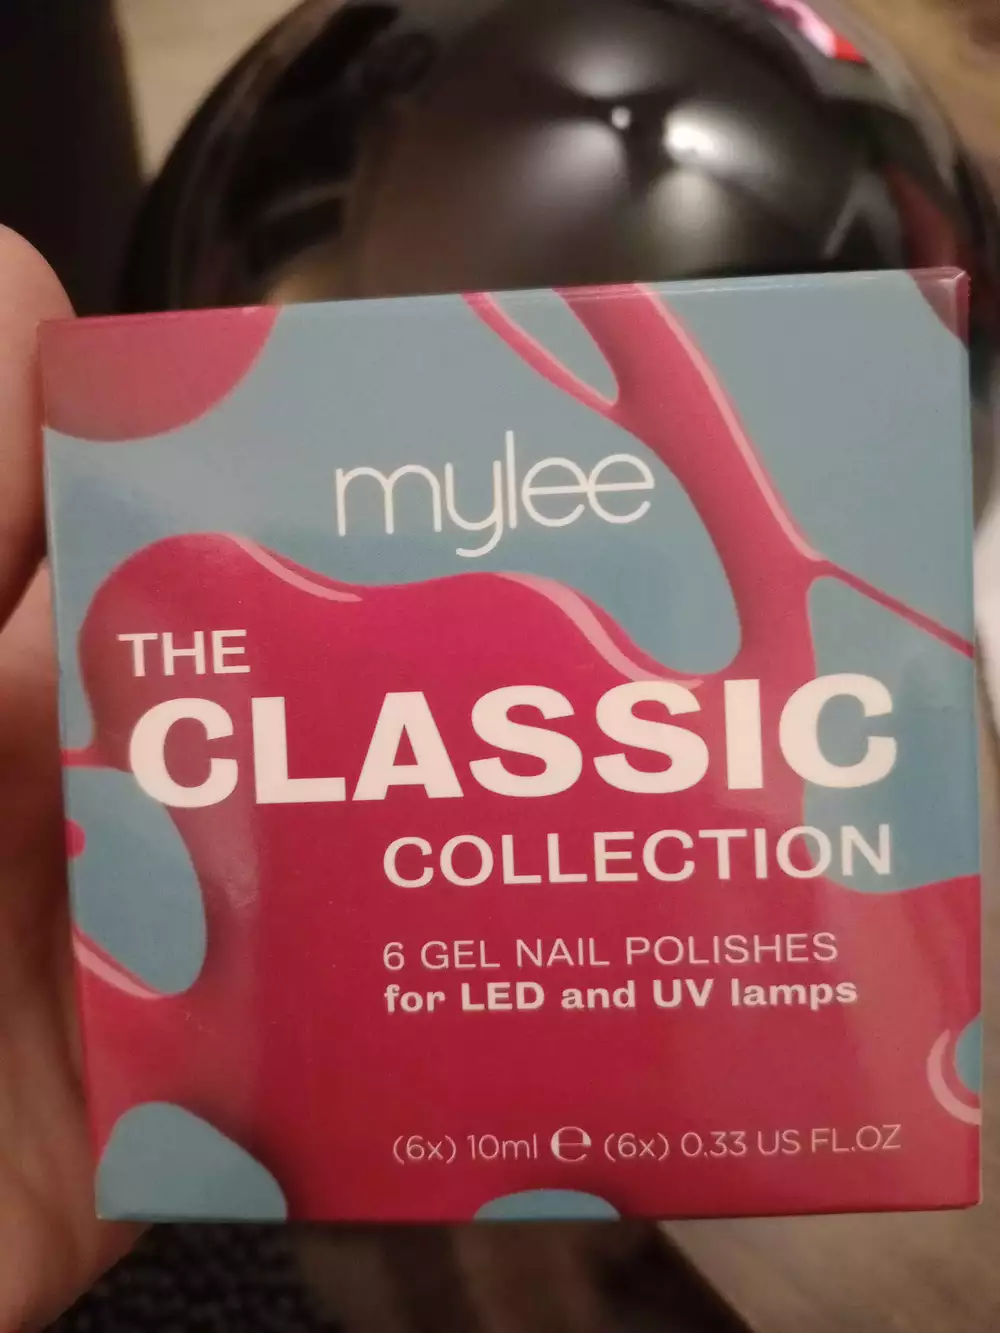 mylee
THE
CLASSIC
COLLECTION
6 GEL NAIL POLISHES
for LED and UV lamps
(6x) 10ml ℮ (6x) 0.33 US FL.OZ